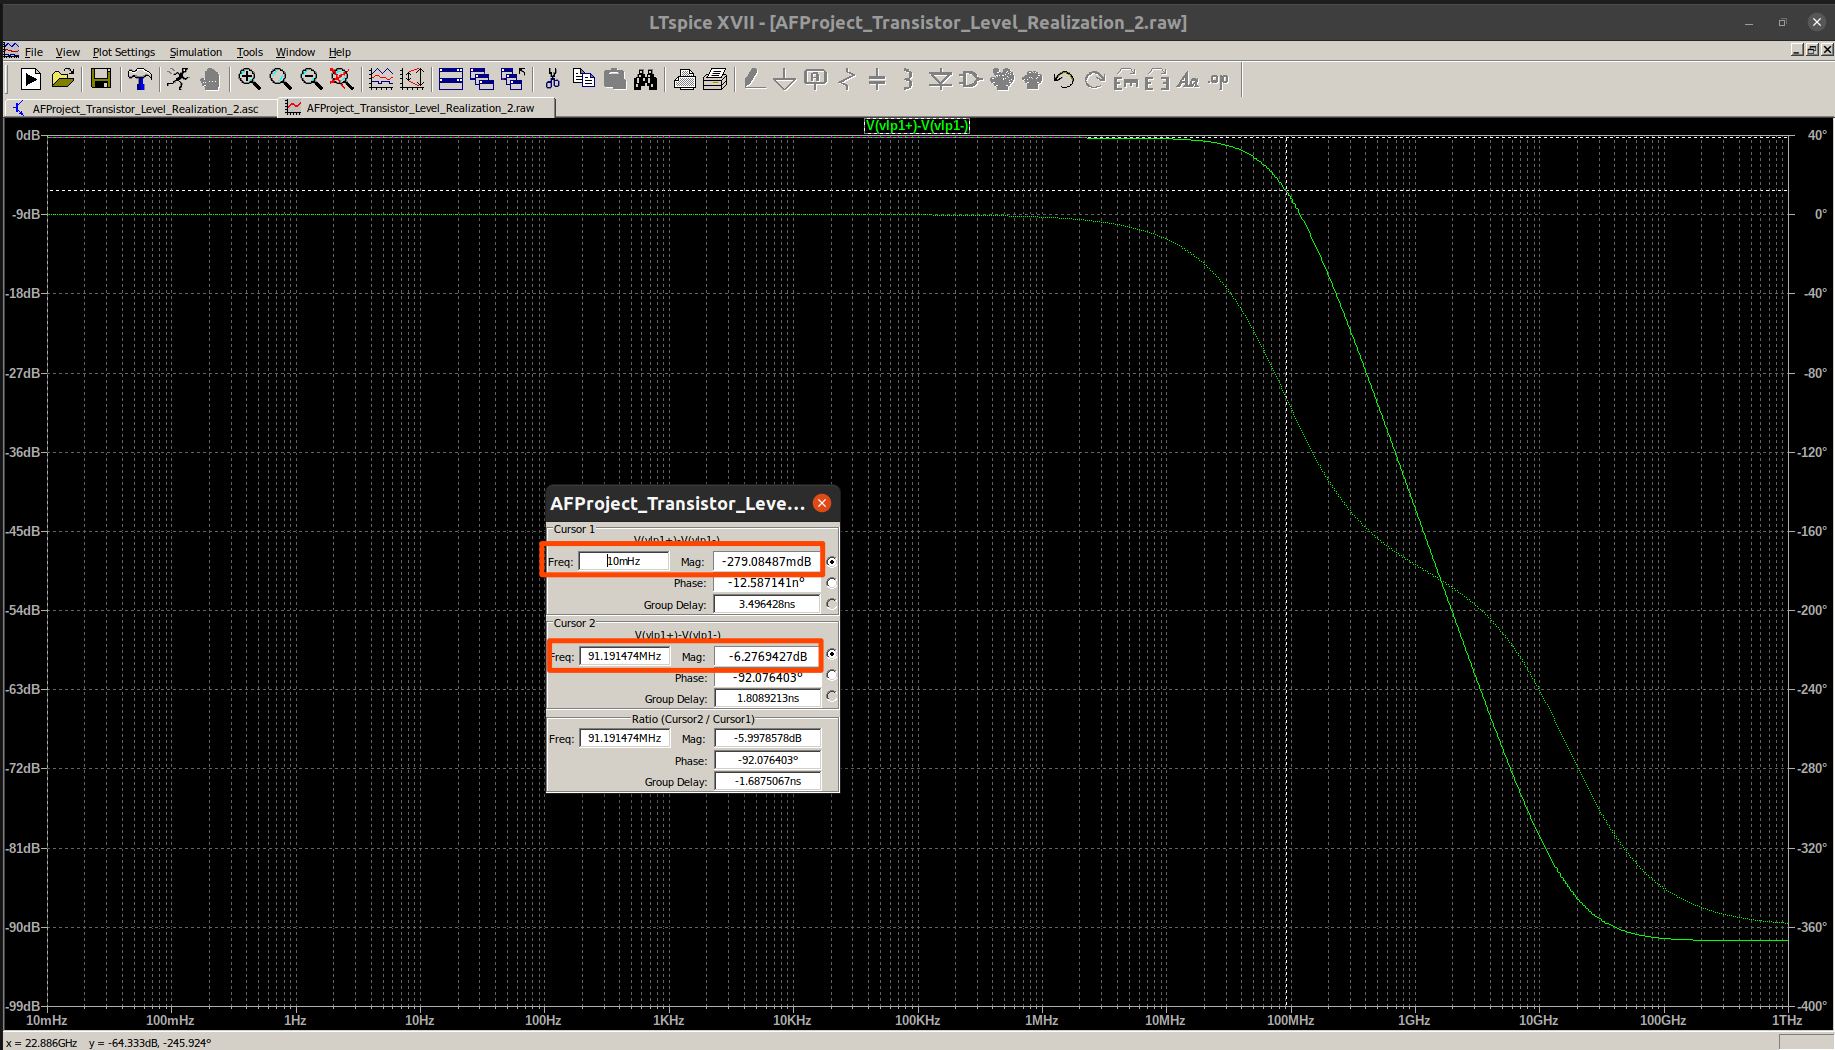 LTspice XVII - [AFProject_Transistor_Level_Realization_2.raw]
File View Plot Settings Simulation Tools Window Help
AFProject_Transistor_Level_Realization_2.asc AFProject_Transistor_Level_Realization_2.raw
V(vlp1+)-V(vlp1-)
0dB 40°
-9dB 0°
-18dB -40°
-27dB -80°
-36dB -120°
-45dB -160°
-54dB -200°
-63dB -240°
-72dB -280°
-81dB -320°
-90dB -360°
-99dB -400°
10mHz 100mHz 1Hz 10Hz 100Hz 1KHz 10KHz 100KHz 1MHz 10MHz 100MHz 1GHz 10GHz 100GHz 1THz
AFProject_Transistor_Leve...
Cursor 1
V(vlp1+)-V(vlp1-)
Freq: 10mHz Mag: -279.08487mdB
Phase: -12.587141n°
Group Delay: 3.496428ns
Cursor 2
V(vlp1+)-V(vlp1-)
Freq: 91.191474MHz Mag: -6.2769427dB
Phase: -92.076403°
Group Delay: 1.8089213ns
Ratio (Cursor2 / Cursor1)
Freq: 91.191474MHz Mag: -5.9978578dB
Phase: -92.076403°
Group Delay: -1.6875067ns
x = 22.886GHz y = -64.333dB, -245.924°